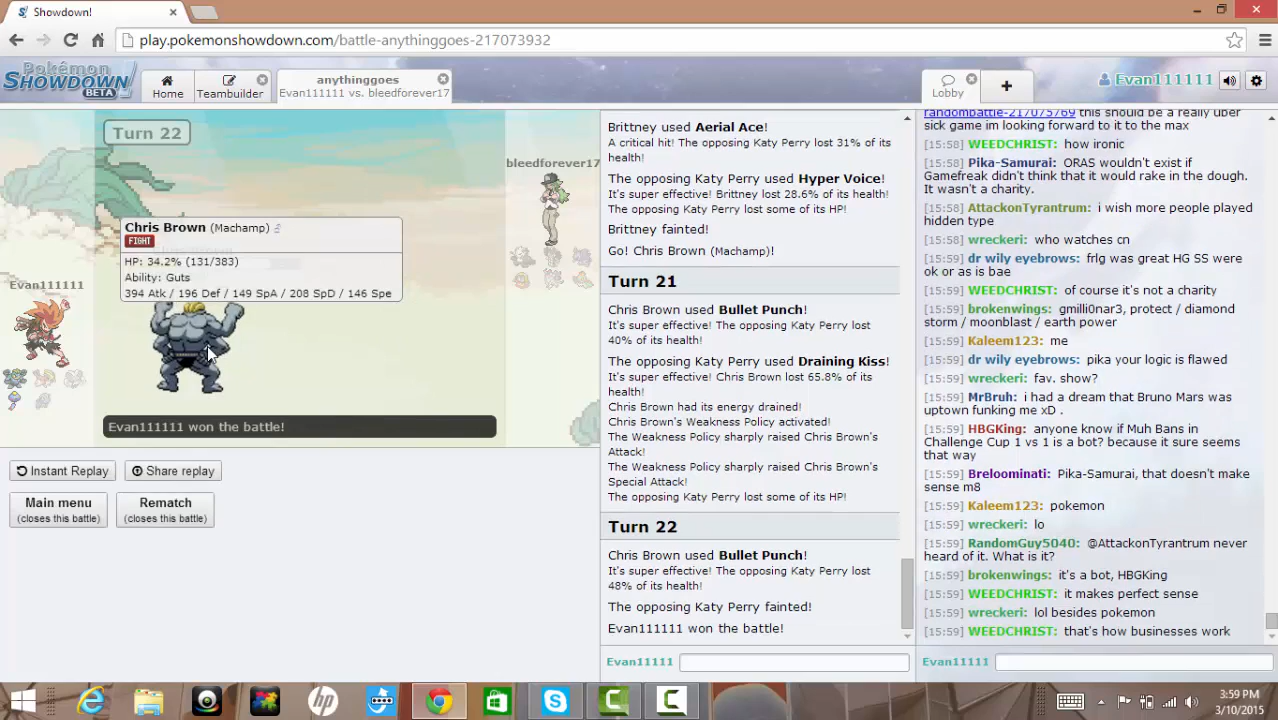 Showdown!
play.pokemonshowdown.com/battle-anythinggoes-217073932
Pokémon
SHOWDOWN
BETA
Home
Teambuilder
anythinggoes
Evan111111 vs. bleedforever17
Lobby
Evan111111
Turn 22
bleedforever17
Chris Brown (Machamp)
FIGHT
HP: 34.2% (131/383)
Ability: Guts
394 Atk / 196 Def / 149 SpA / 208 SpD / 146 Spe
Evan111111
Evan111111 won the battle!
Instant Replay
Share replay
Main menu
(closes this battle)
Rematch
(closes this battle)
Brittney used Aerial Ace!
A critical hit! The opposing Katy Perry lost 31% of its
health!
The opposing Katy Perry used Hyper Voice!
It's super effective! Brittney lost 28.6% of its health!
The opposing Katy Perry lost some of its HP!
Brittney fainted!
Go! Chris Brown (Machamp)!
Turn 21
Chris Brown used Bullet Punch!
It's super effective! The opposing Katy Perry lost
40% of its health!
The opposing Katy Perry used Draining Kiss!
It's super effective! Chris Brown lost 65.8% of its
health!
Chris Brown had its energy drained!
Chris Brown's Weakness Policy activated!
The Weakness Policy sharply raised Chris Brown's
Attack!
The Weakness Policy sharply raised Chris Brown's
Special Attack!
The opposing Katy Perry lost some of its HP!
Turn 22
Chris Brown used Bullet Punch!
It's super effective! The opposing Katy Perry lost
48% of its health!
The opposing Katy Perry fainted!
Evan111111 won the battle!
Evan11111
randombattle-217075769 this should be a really uber
sick game im looking forward to it to the max
[15:58] WEEDCHRIST: how ironic
[15:58] Pika-Samurai: ORAS wouldn't exist if
Gamefreak didn't think that it would rake in the dough.
It wasn't a charity.
[15:58] AttackonTyrantrum: i wish more people played
hidden type
[15:58] wreckeri: who watches cn
[15:58] dr wily eyebrows: frlg was great HG SS were
ok or as is bae
[15:58] WEEDCHRIST: of course it's not a charity
[15:58] brokenwings: gmilli0nar3, protect / diamond
storm / moonblast / earth power
[15:59] Kaleem123: me
[15:59] dr wily eyebrows: pika your logic is flawed
[15:59] wreckeri: fav. show?
[15:59] MrBruh: i had a dream that Bruno Mars was
uptown funking me xD .
[15:59] HBGKing: anyone know if Muh Bans in
Challenge Cup 1 vs 1 is a bot? because it sure seems
that way
[15:59] Breloominati: Pika-Samurai, that doesn't make
sense m8
[15:59] Kaleem123: pokemon
[15:59] wreckeri: lo
[15:59] RandomGuy5040: @AttackonTyrantrum never
heard of it. What is it?
[15:59] brokenwings: it's a bot, HBGKing
[15:59] WEEDCHRIST: it makes perfect sense
[15:59] wreckeri: lol besides pokemon
[15:59] WEEDCHRIST: that's how businesses work
Evan11111
hp
3:59 PM
3/10/2015